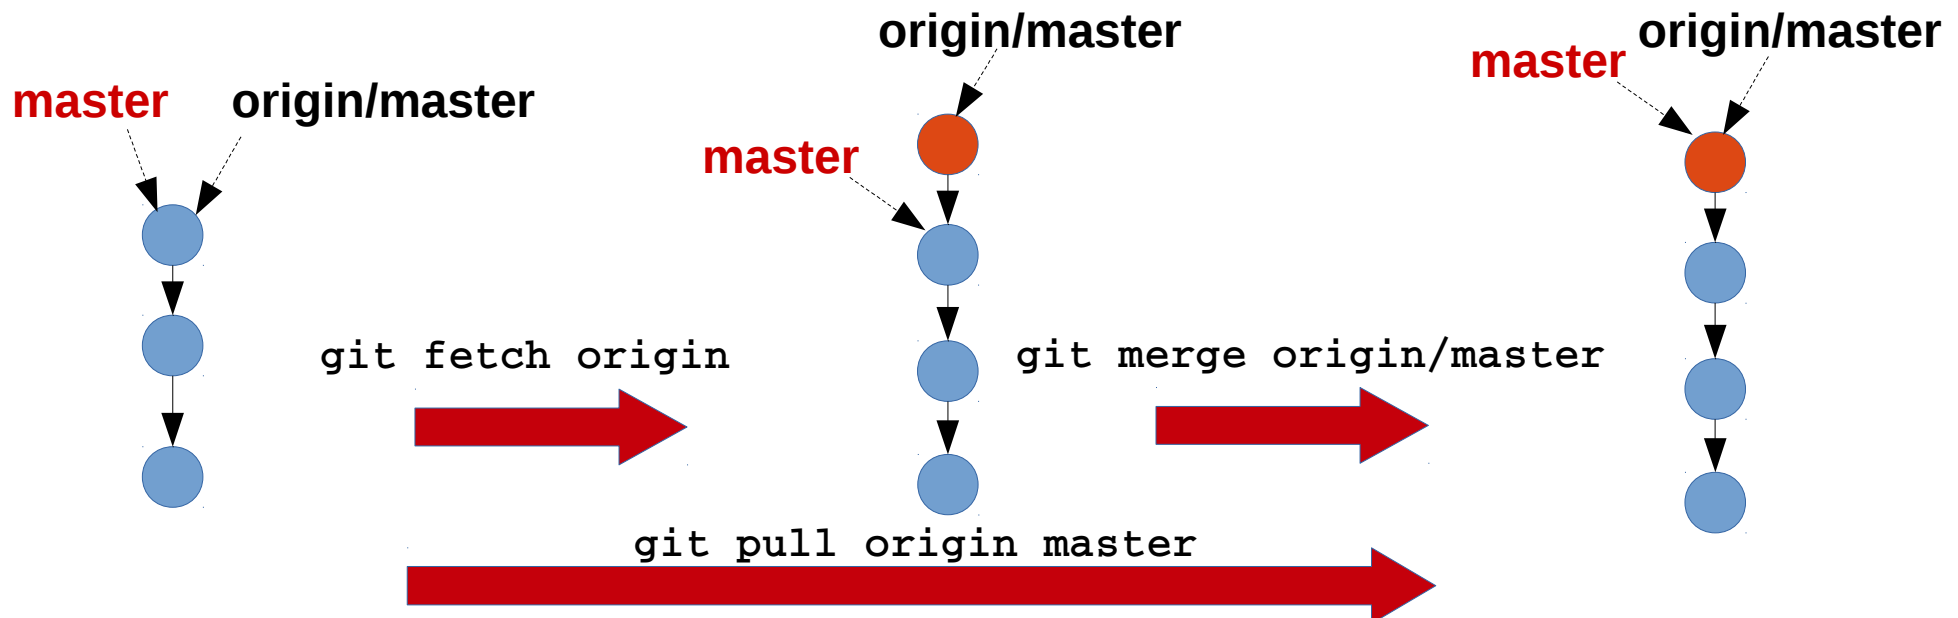 master
origin/master
origin/master
master
master
origin/master
git fetch origin
git merge origin/master
git pull origin master